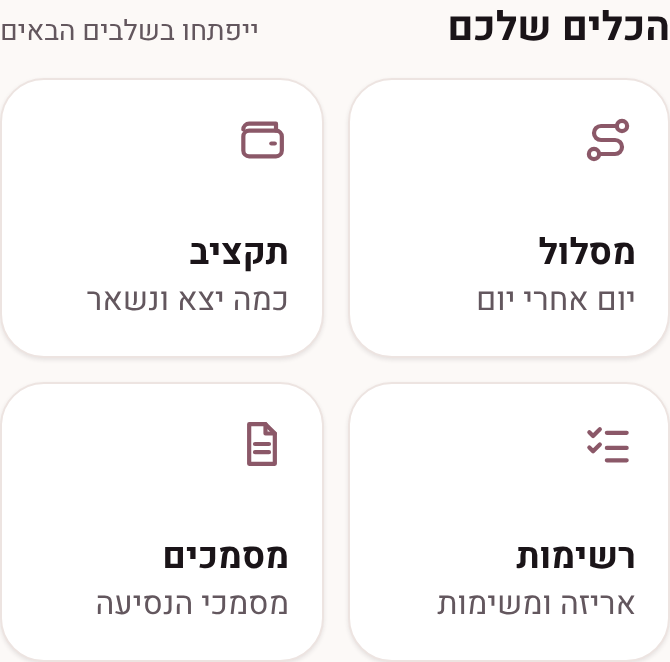 הכלים שלכם
ייפתחו בשלבים הבאים
מסלול
יום אחרי יום
תקציב
כמה יצא ונשאר
רשימות
אריזה ומשימות
מסמכים
מסמכי הנסיעה